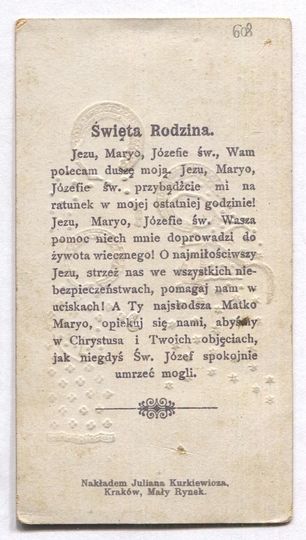 608
Święta Rodzina.
Jezu, Maryo, Józefie św., Wam
polecam duszę moją. Jezu, Maryo,
Józefie św. przybądźcie mi na
ratunek w mojej ostatniej godzinie!
Jezu, Maryo, Józefie św. Wasza
pomoc niech mnie doprowadzi do
żywota wiecznego! O najmiłościwszy
Jezu, strzeż nas we wszystkich nie-
bezpieczeństwach, pomagaj nam w
uciskach! A Ty najsłodsza Matko
Maryo, opiekuj się nami, abyśmy
w Chrystusa i Twoich objęciach,
jak niegdyś Św. Józef spokojnie
umrzeć mogli.
Nakładem Juliana Kurkiewicza,
Kraków, Mały Rynek.